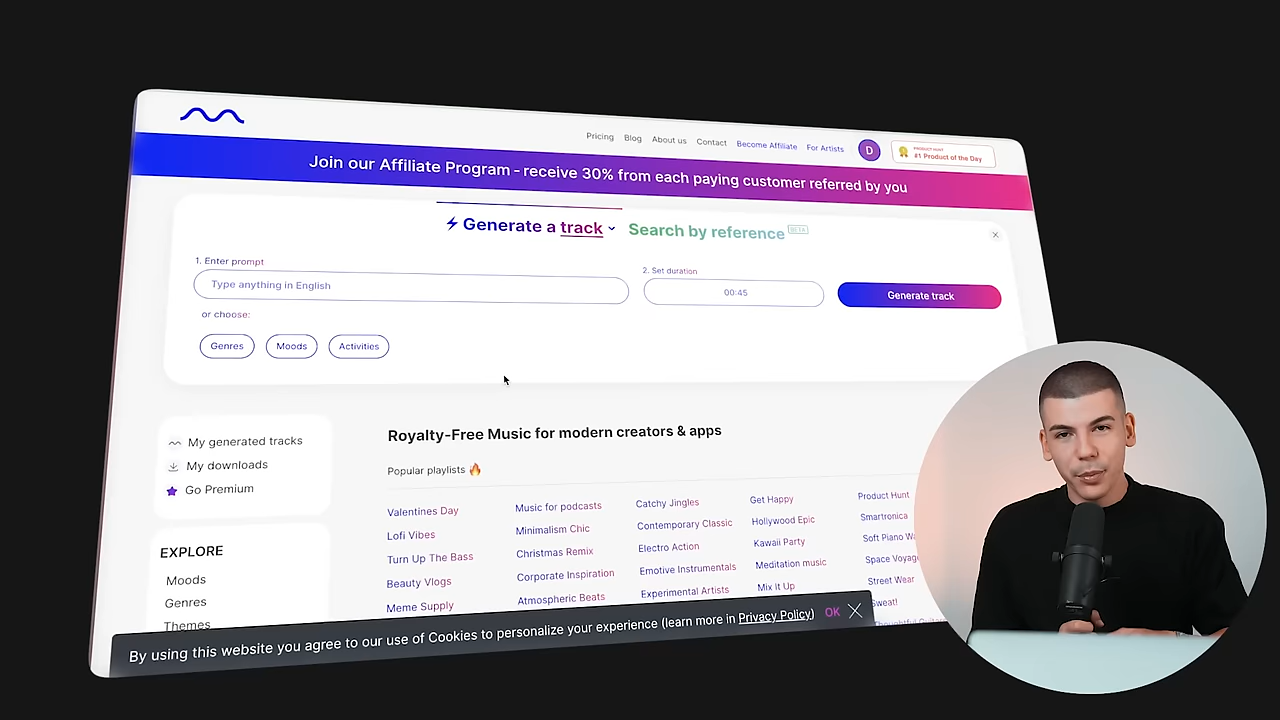 Pricing Blog About us Contact Become Affiliate For Artists D PRODUCT HUNT #1 Product of the Day
Join our Affiliate Program - receive 30% from each paying customer referred by you
Generate a track Search by reference BETA
1. Enter prompt
2. Set duration
Type anything in English
00:45
Generate track
or choose:
Genres Moods Activities
My generated tracks
My downloads
Go Premium
EXPLORE
Moods
Genres
Themes
Royalty-Free Music for modern creators & apps
Popular playlists
Valentines Day Music for podcasts Catchy Jingles Get Happy Product Hunt
Lofi Vibes Minimalism Chic Contemporary Classic Hollywood Epic Smartronica
Turn Up The Bass Christmas Remix Electro Action Kawaii Party Soft Piano
Beauty Vlogs Corporate Inspiration Emotive Instrumentals Meditation music Space
Meme Supply Atmospheric Beats Experimental Artists Mix It Up Street Wear
Sweat!
Thoughtful
By using this website you agree to our use of Cookies to personalize your experience (learn more in Privacy Policy) OK